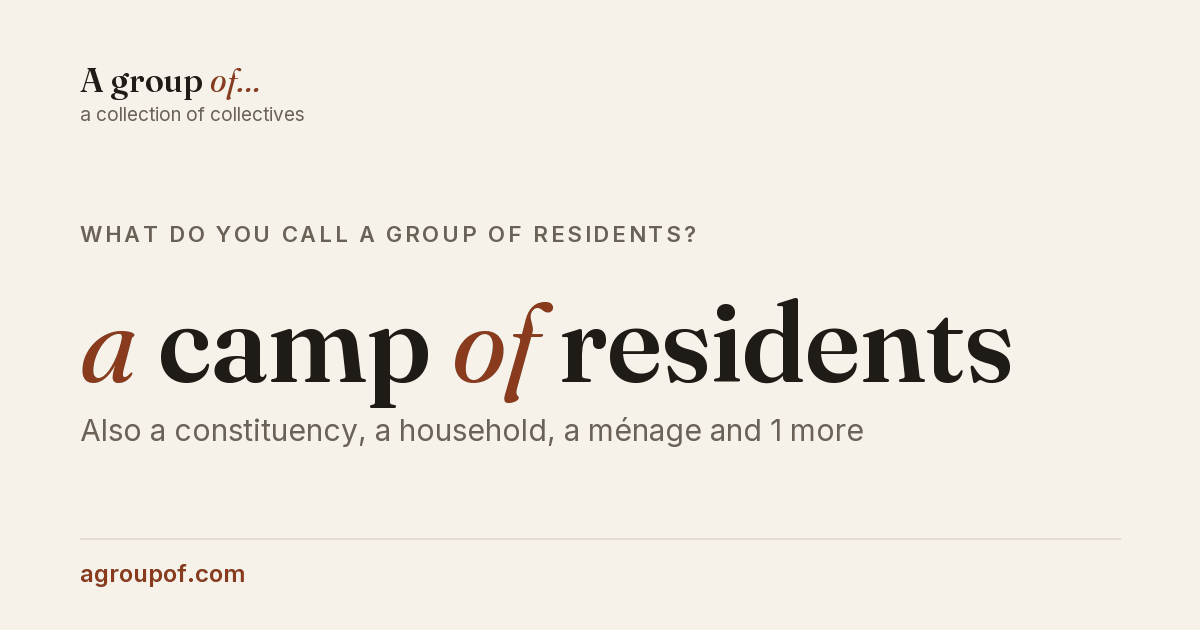 A group of...
a collection of collectives
WHAT DO YOU CALL A GROUP OF RESIDENTS?
a camp of residents
Also a constituency, a household, a ménage and 1 more
agroupof.com